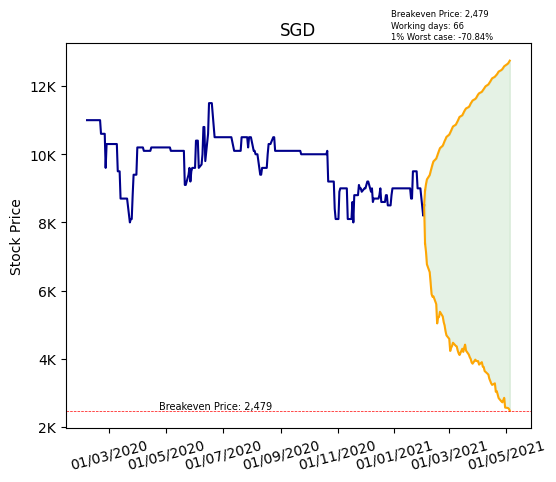 Breakeven Price: 2,479
Working days: 66
1% Worst case: -70.84%
SGD
Stock Price
12K
10K
8K
6K
4K
2K
Breakeven Price: 2,479
01/03/2020
01/05/2020
01/07/2020
01/09/2020
01/11/2020
01/01/2021
01/03/2021
01/05/2021